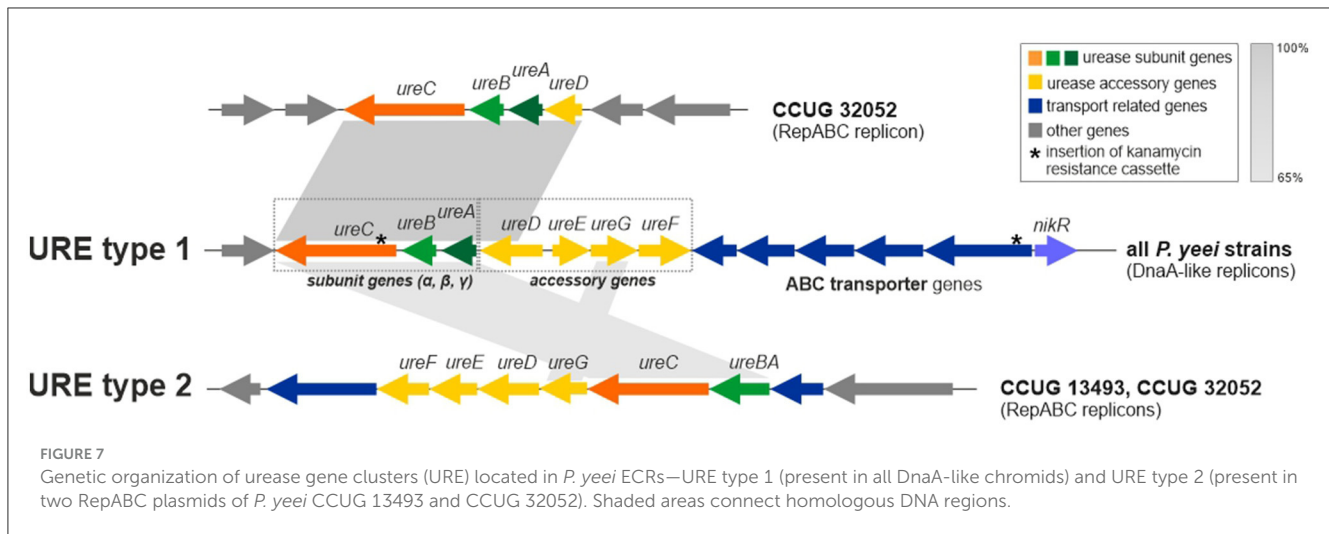 ureC
ureB
ureA
ureD
CCUG 32052
(RepABC replicon)
urease subunit genes
urease accessory genes
transport related genes
other genes
* insertion of kanamycin
resistance cassette
100%
65%
URE type 1
ureC
*
ureB
ureA
ureD
ureE
ureG
ureF
*
nikR
subunit genes (α, β, γ)
accessory genes
ABC transporter genes
all P. yeei strains
(DnaA-like replicons)
URE type 2
ureF
ureE
ureD
ureG
ureC
ureBA
CCUG 13493, CCUG 32052
(RepABC replicons)
FIGURE 7
Genetic organization of urease gene clusters (URE) located in P. yeei ECRs—URE type 1 (present in all DnaA-like chromids) and URE type 2 (present in
two RepABC plasmids of P. yeei CCUG 13493 and CCUG 32052). Shaded areas connect homologous DNA regions.